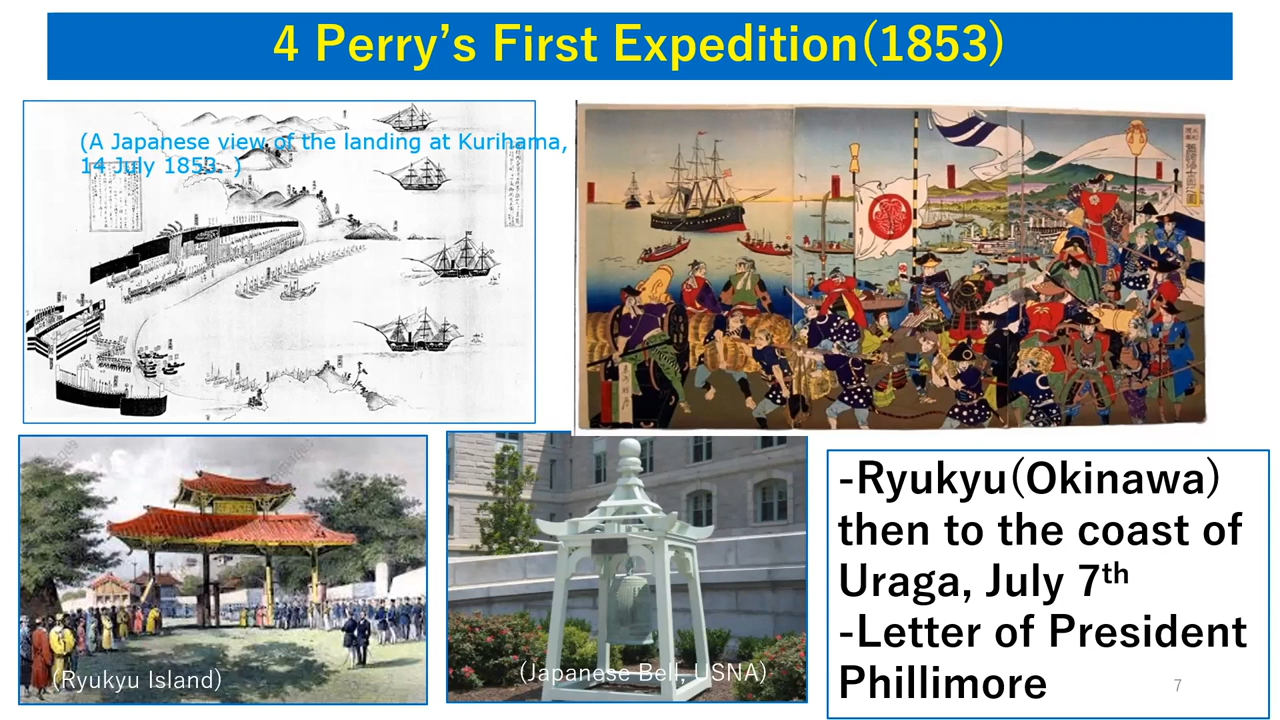 4 Perry’s First Expedition(1853)
(A Japanese view of the landing at Kurihama,
14 July 1853. )
(Ryukyu Island)
(Japanese Bell, USNA)
-Ryukyu(Okinawa)
then to the coast of
Uraga, July 7th
-Letter of President
Phillimore
7